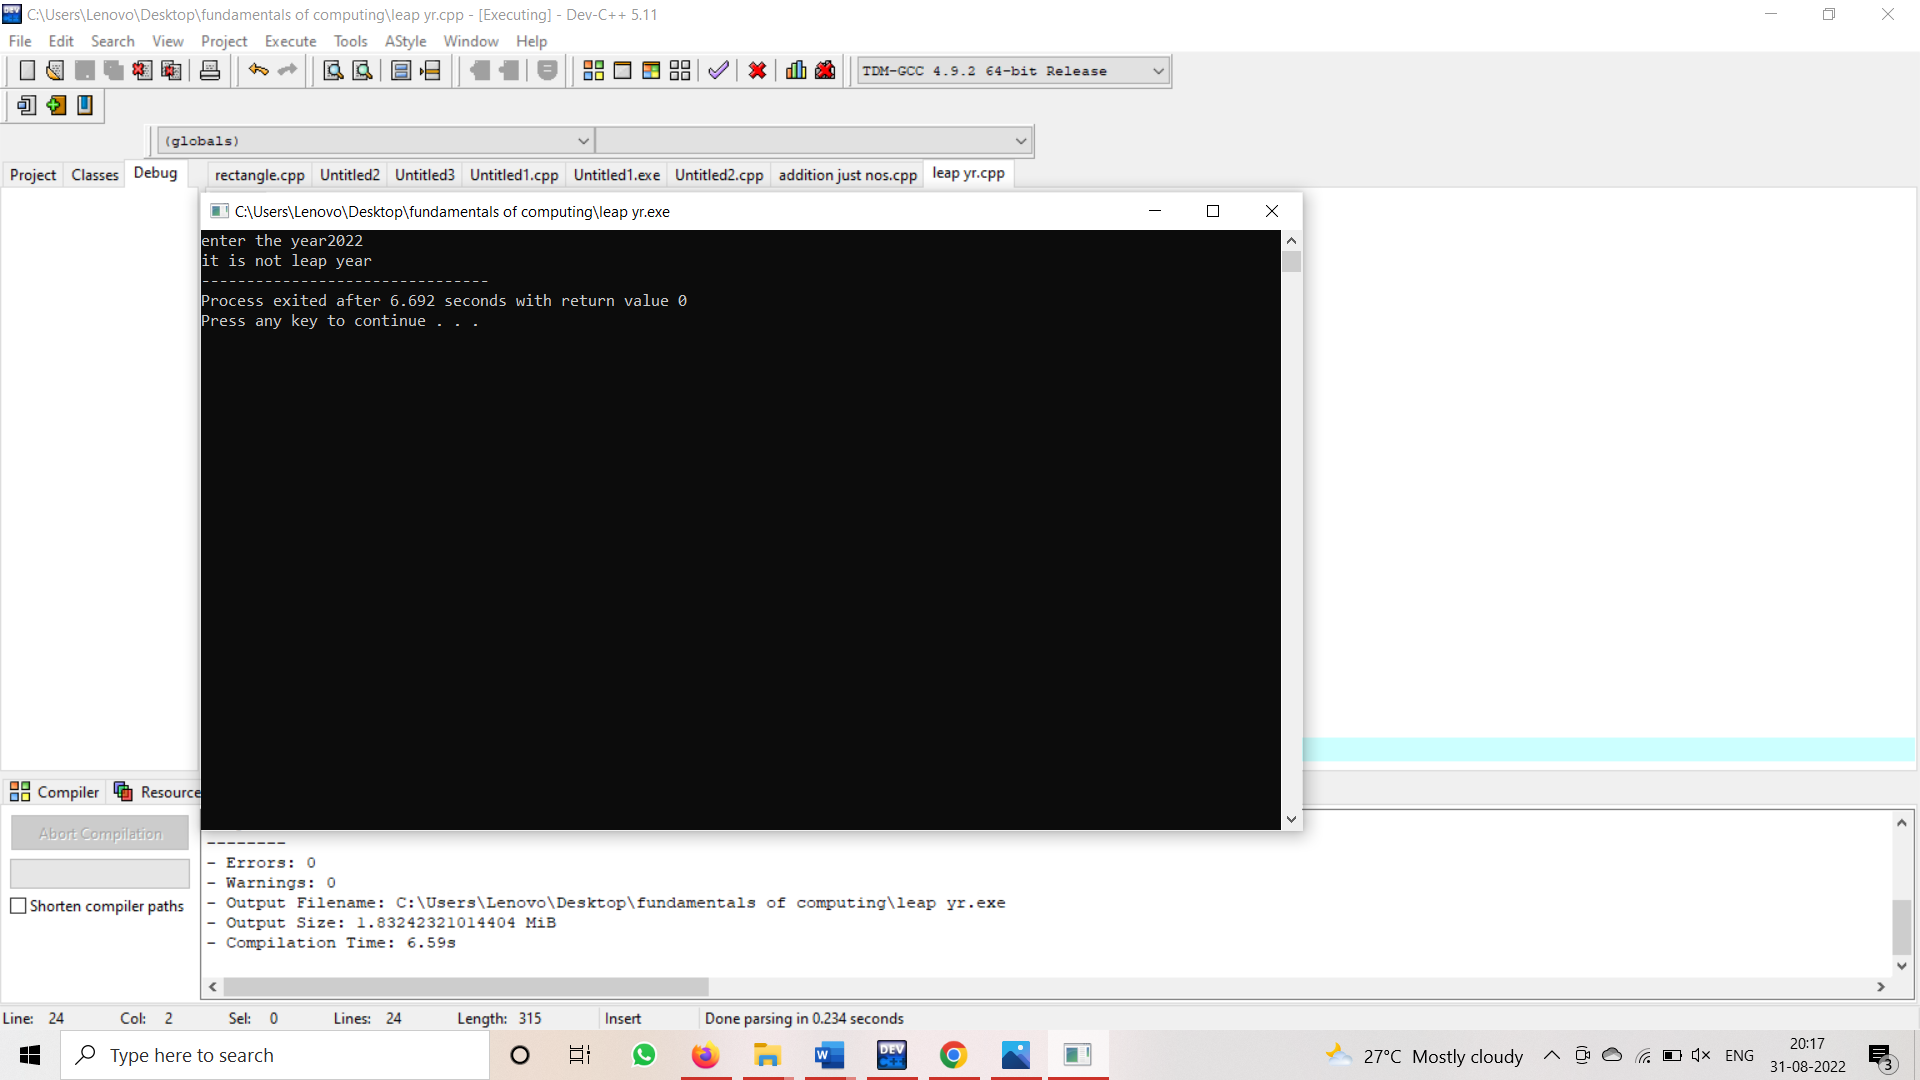 C:\Users\Lenovo\Desktop\fundamentals of computing\leap yr.cpp - [Executing] - Dev-C++ 5.11
File Edit Search View Project Execute Tools AStyle Window Help
TDM-GCC 4.9.2 64-bit Release
(globals)
Project Classes Debug rectangle.cpp Untitled2 Untitled3 Untitled1.cpp Untitled1.exe Untitled2.cpp addition just nos.cpp leap yr.cpp
C:\Users\Lenovo\Desktop\fundamentals of computing\leap yr.exe
enter the year2022
it is not leap year
--------------------------------
Process exited after 6.692 seconds with return value 0
Press any key to continue . . .
Compiler Resource
Abort Compilation
Shorten compiler paths
--------
- Errors: 0
- Warnings: 0
- Output Filename: C:\Users\Lenovo\Desktop\fundamentals of computing\leap yr.exe
- Output Size: 1.83242321014404 MiB
- Compilation Time: 6.59s
Line: 24 Col: 2 Sel: 0 Lines: 24 Length: 315 Insert Done parsing in 0.234 seconds
Type here to search
DEV C++
27°C Mostly cloudy
ENG
20:17
31-08-2022
3